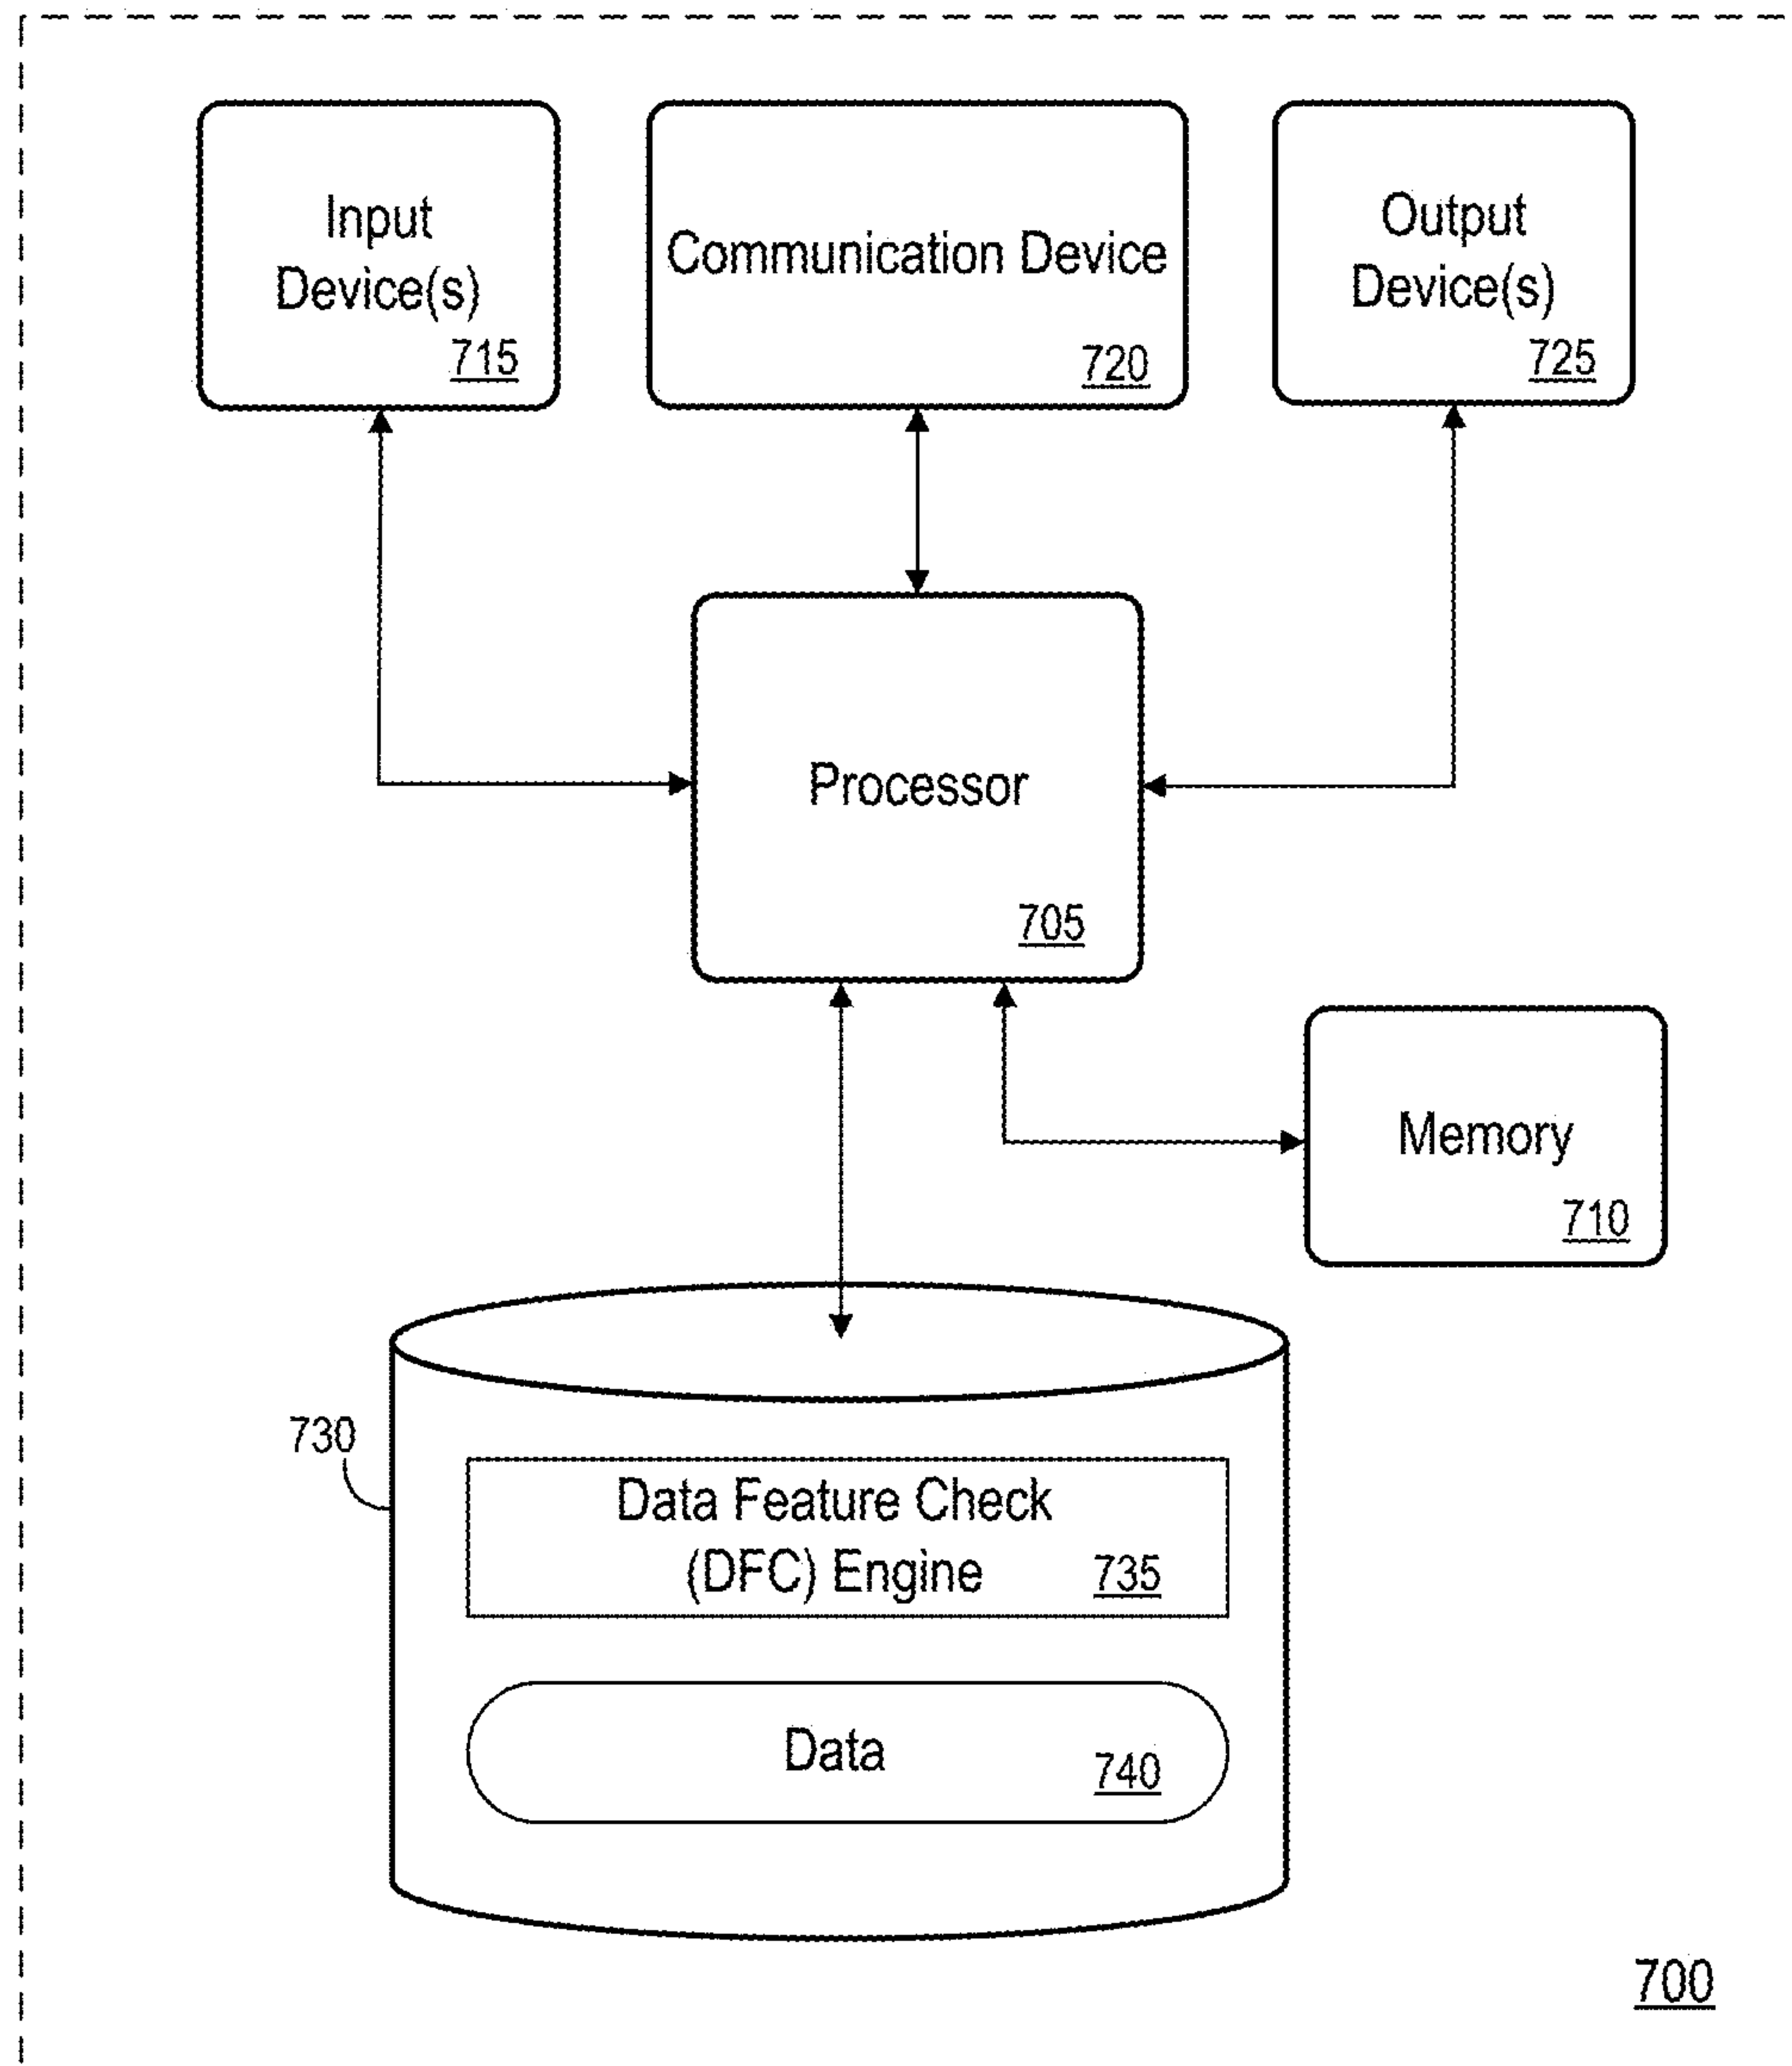 Input
Device(s)
715
Communication Device
720
Output
Device(s)
725
Processor
705
Memory
710
730
Data Feature Check
(DFC) Engine
735
Data
740
700